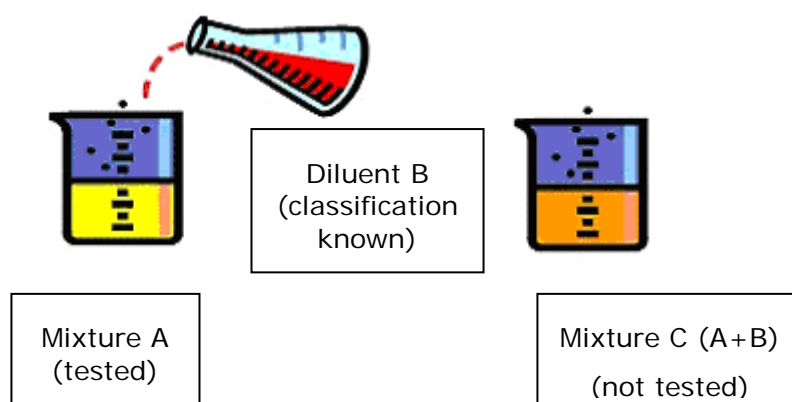 Diluent B
(classification
known)
Mixture A
(tested)
Mixture C (A+B)
(not tested)